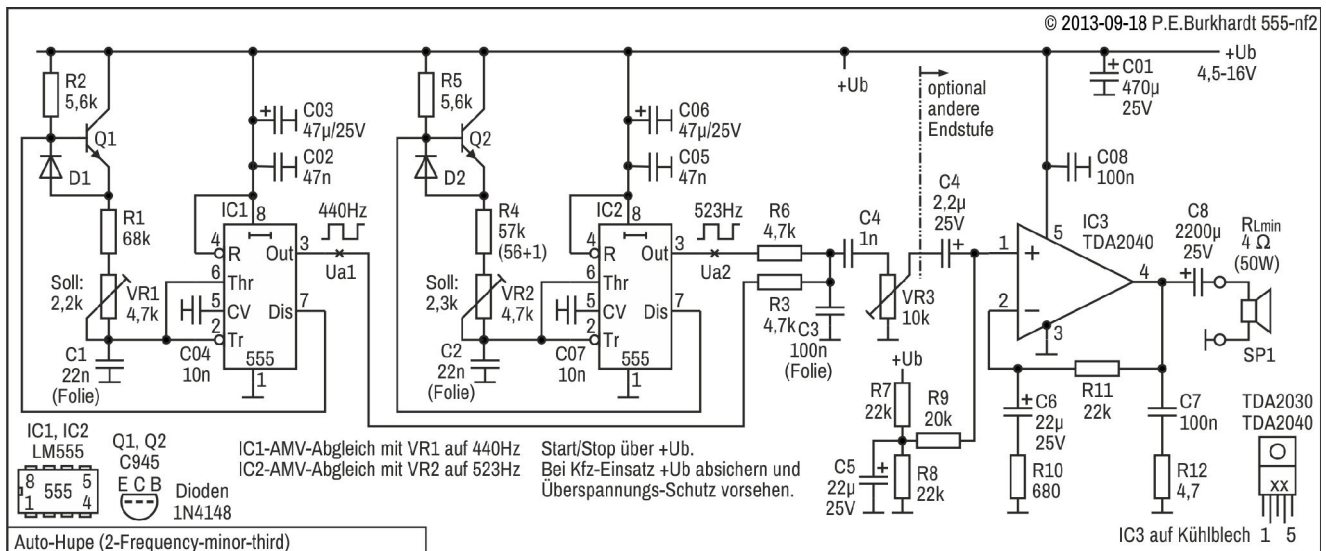 © 2013-09-18 P.E.Burkhardt 555-nf2
+Ub
4,5-16V
R2
5,6k
Q1
D1
R1
68k
Soll:
2,2k
VR1
4,7k
C1
22n
(Folie)
C03
47µ/25V
C02
47n
IC1
8
4
R
Out
3
6
Thr
5
CV
Dis
7
2
Tr
555
1
C04
10n
440Hz
Ua1
R5
5,6k
Q2
D2
R4
57k
(56+1)
Soll:
2,3k
VR2
4,7k
C2
22n
(Folie)
C06
47µ/25V
C05
47n
IC2
8
4
R
Out
3
6
Thr
5
CV
Dis
7
2
Tr
555
1
C07
10n
523Hz
Ua2
R6
4,7k
R3
4,7k
C4
1n
C3
100n
(Folie)
VR3
10k
+Ub
optional
andere
Endstufe
C4
2,2µ
25V
C01
470µ
25V
C08
100n
IC3
TDA2040
1
+
2
−
5
4
3
C8
2200µ
25V
RLmin
4 Ω
(50W)
SP1
+Ub
R7
22k
R9
20k
R8
22k
C5
22µ
25V
C6
22µ
25V
R10
680
R11
22k
C7
100n
R12
4,7
TDA2030
TDA2040
xx
IC3 auf Kühlblech 1 5
IC1, IC2
LM555
8 5
555
1 4
Q1, Q2
C945
E C B
Dioden
1N4148
IC1-AMV-Abgleich mit VR1 auf 440Hz
IC2-AMV-Abgleich mit VR2 auf 523Hz
Start/Stop über +Ub.
Bei Kfz-Einsatz +Ub absichern und
Überspannungs-Schutz vorsehen.
Auto-Hupe (2-Frequency-minor-third)